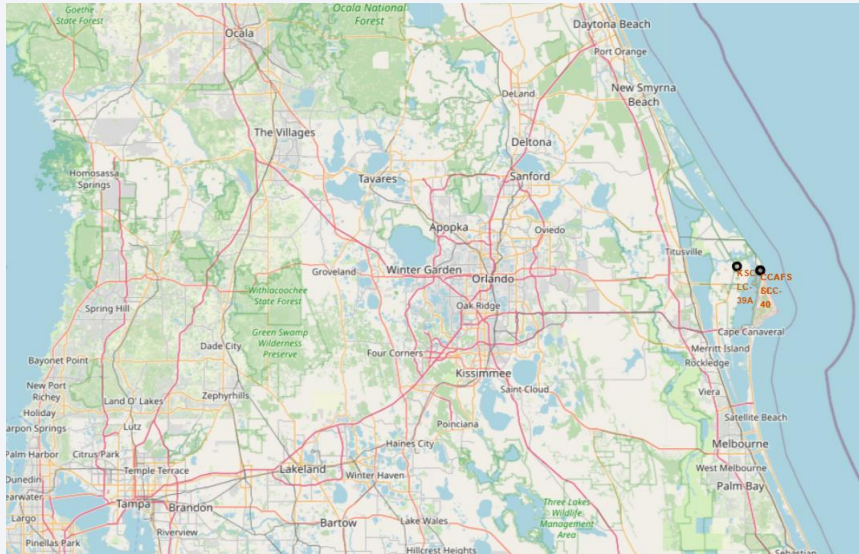 Goethe
State Forest
Ocala National
Forest
Ocala
Daytona Beach
Port Orange
DeLand
New Smyrna
Beach
The Villages
Deltona
Homosassa
Springs
Tavares
Sanford
Apopka
Oviedo
Titusville
Groveland
Winter Garden
Orlando
KSC
LC-
39A
CCAFS
40
Withlacoochee
State Forest
Oak Ridge
Spring Hill
Green Swamp
Wilderness
Preserve
Cape Canaveral
Dade City
Four Corners
Merritt Island
Rockledge
Bayonet Point
Kissimmee
New Port
Richey
Saint Cloud
Viera
Holiday
Land O' Lakes
Zephyrhills
Poinciana
Satellite Beach
arpon Springs
Lutz
Haines City
Melbourne
Palm Harbor
Citrus Park
Temple Terrace
Lakeland
West Melbourne
Dunedin
Winter Haven
Palm Bay
earwater
Tampa
Brandon
Three Lakes
Wildlife
Management
Area
Largo
Bartow
Lake Wales
Riverview
Pinellas Park
Hillcrest Heights
Sebastian